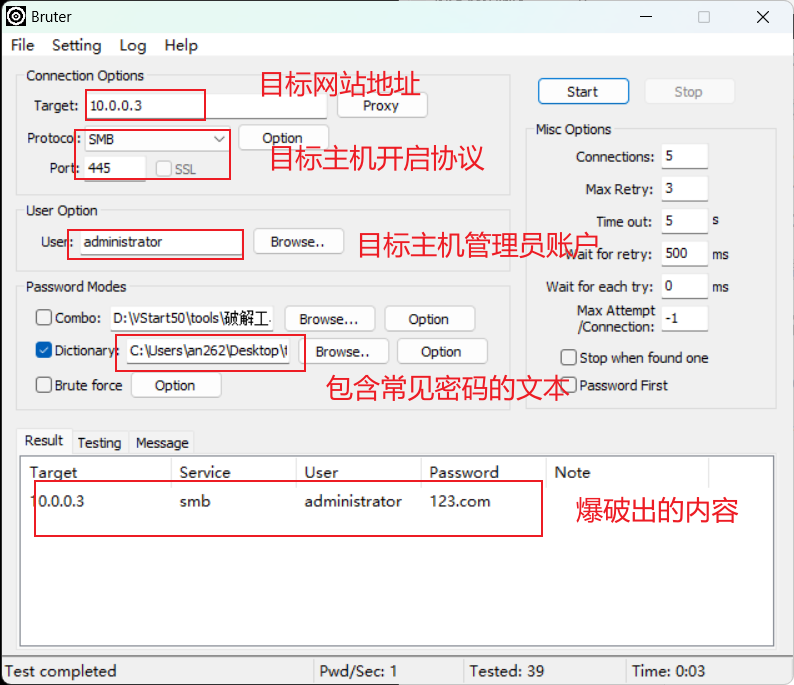 Bruter
File Setting Log Help
Connection Options
目标网站地址
Target: 10.0.0.3 Proxy
Protocol: SMB Option
目标主机开启协议
Port: 445 SSL
Start Stop
Misc Options
Connections: 5
Max Retry: 3
Time out: 5 s
Wait for retry: 500 ms
Wait for each try: 0 ms
Max Attempt
/Connection: -1
Stop when found one
Password First
User Option
User: administrator Browse..
目标主机管理员账户
Password Modes
Combo: D:\VStart50\tools\破解工 Browse... Option
Dictionary: C:\Users\an262\Desktop\t Browse.. Option
Brute force Option
包含常见密码的文本
Result Testing Message
Target Service User Password Note
10.0.0.3 smb administrator 123.com
爆破出的内容
Test completed Pwd/Sec: 1 Tested: 39 Time: 0:03